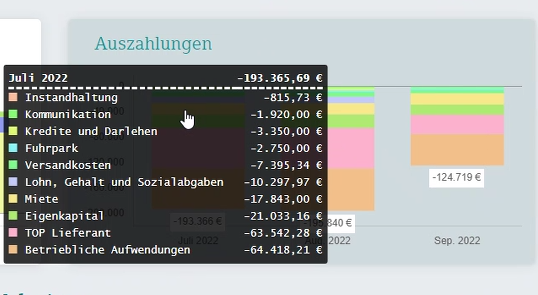 Auszahlungen
Juli 2022 -193.365,69 €
Instandhaltung -815,73 €
Kommunikation -1.920,00 €
Kredite und Darlehen -3.350,00 €
Fuhrpark -2.750,00 €
Versandkosten -7.395,34 €
Lohn, Gehalt und Sozialabgaben -10.297,97 €
Miete -17.843,00 €
Eigenkapital -21.033,16 €
TOP Lieferant -63.542,28 €
Betriebliche Aufwendungen -64.418,21 €
-124.719 €
-193.366 €
Juli 2022
Sep. 2022